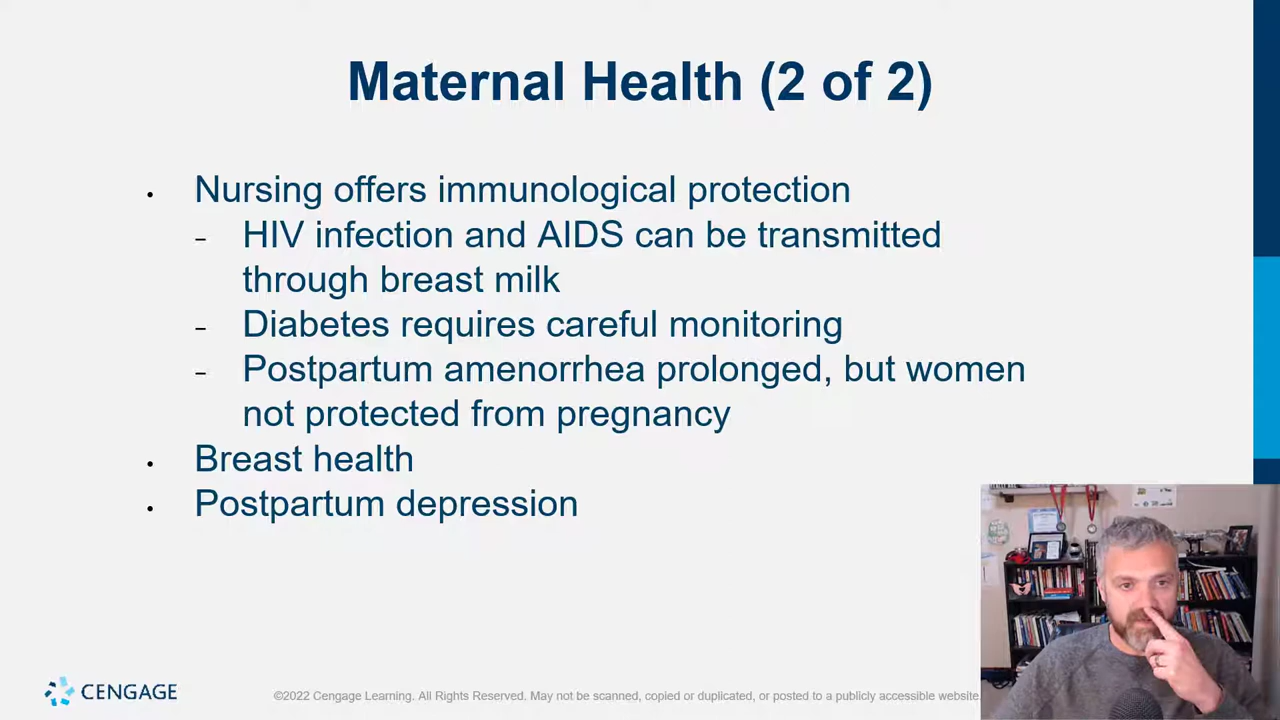 Maternal Health (2 of 2)
• Nursing offers immunological protection
– HIV infection and AIDS can be transmitted
through breast milk
– Diabetes requires careful monitoring
– Postpartum amenorrhea prolonged, but women
not protected from pregnancy
• Breast health
• Postpartum depression
CENGAGE
©2022 Cengage Learning. All Rights Reserved. May not be scanned, copied or duplicated, or posted to a publicly accessible website